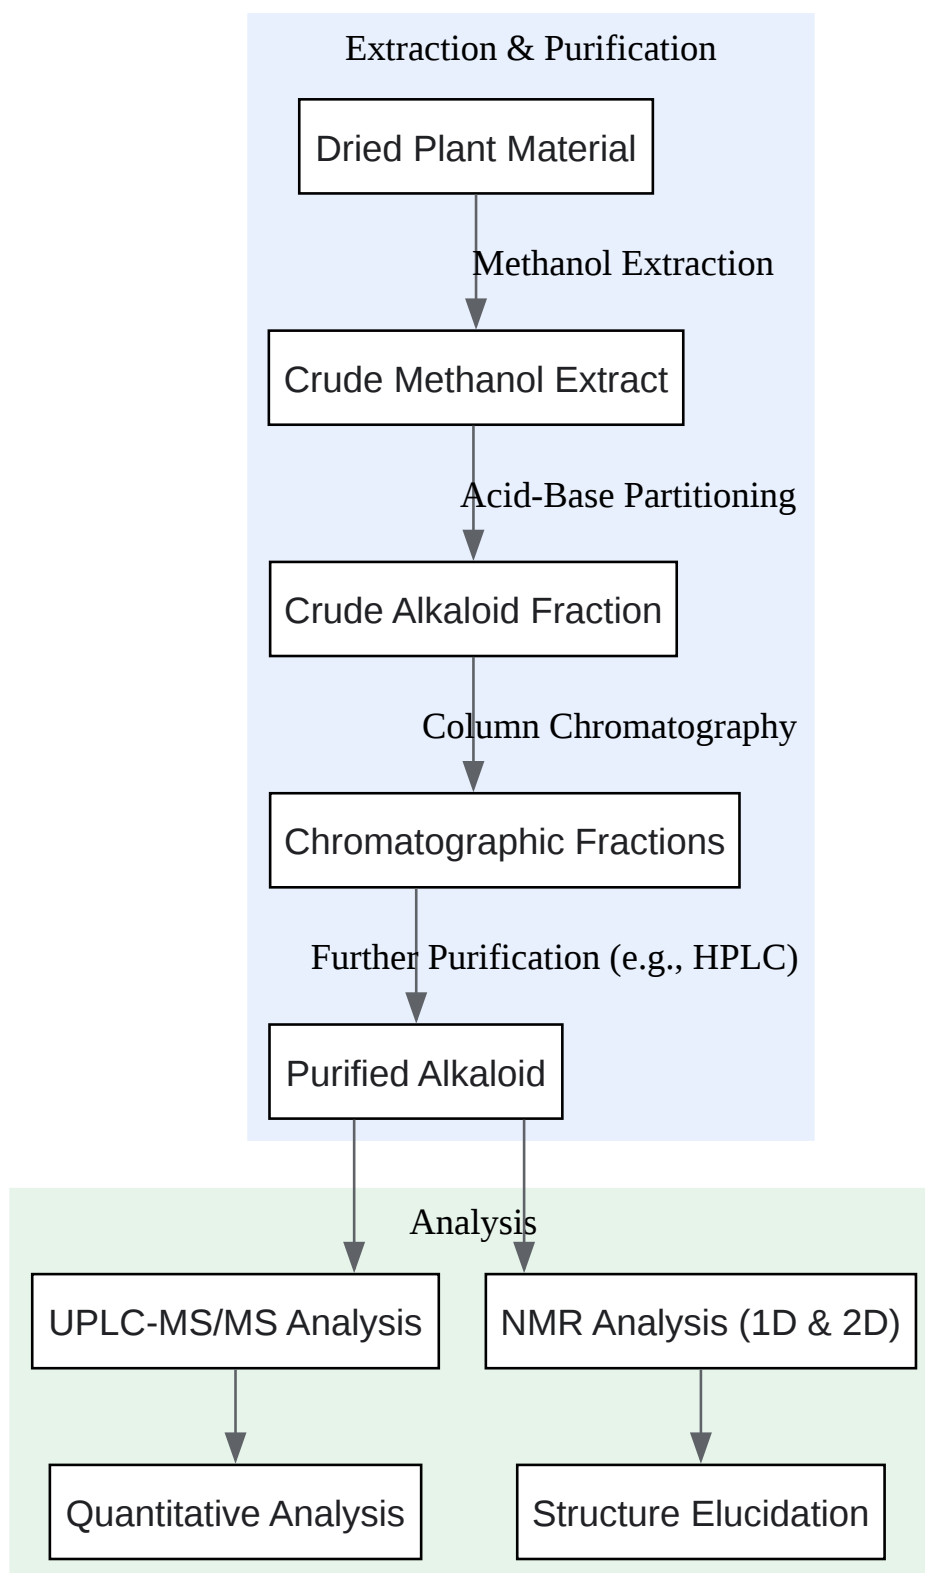 Extraction & Purification
Dried Plant Material
Methanol Extraction
Crude Methanol Extract
Acid-Base Partitioning
Crude Alkaloid Fraction
Column Chromatography
Chromatographic Fractions
Further Purification (e.g., HPLC)
Purified Alkaloid
Analysis
UPLC-MS/MS Analysis
NMR Analysis (1D & 2D)
Quantitative Analysis
Structure Elucidation